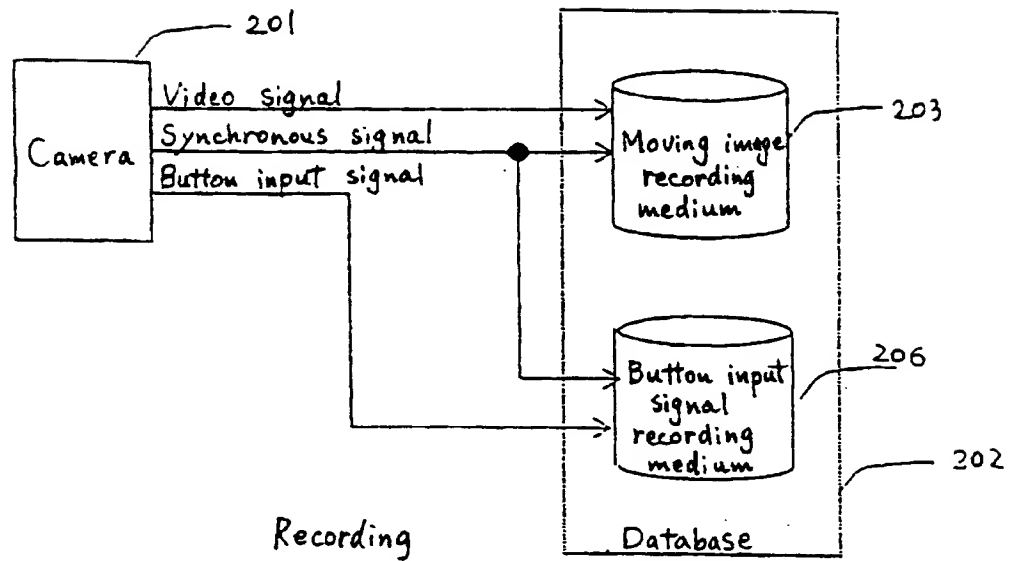 201
Video signal
Synchronous signal
Button input signal
Camera
Moving image
recording
medium
203
Button input
signal
recording
medium
206
202
Recording
Database